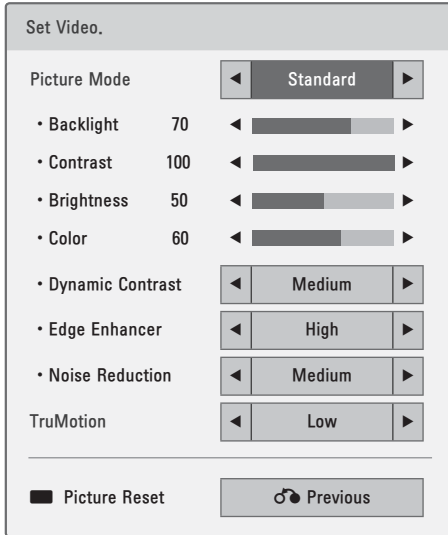 Set Video.
Picture Mode ◀ Standard ▶
• Backlight 70 ◀ ▶
• Contrast 100 ◀ ▶
• Brightness 50 ◀ ▶
• Color 60 ◀ ▶
• Dynamic Contrast ◀ Medium ▶
• Edge Enhancer ◀ High ▶
• Noise Reduction ◀ Medium ▶
TruMotion ◀ Low ▶
Picture Reset Previous